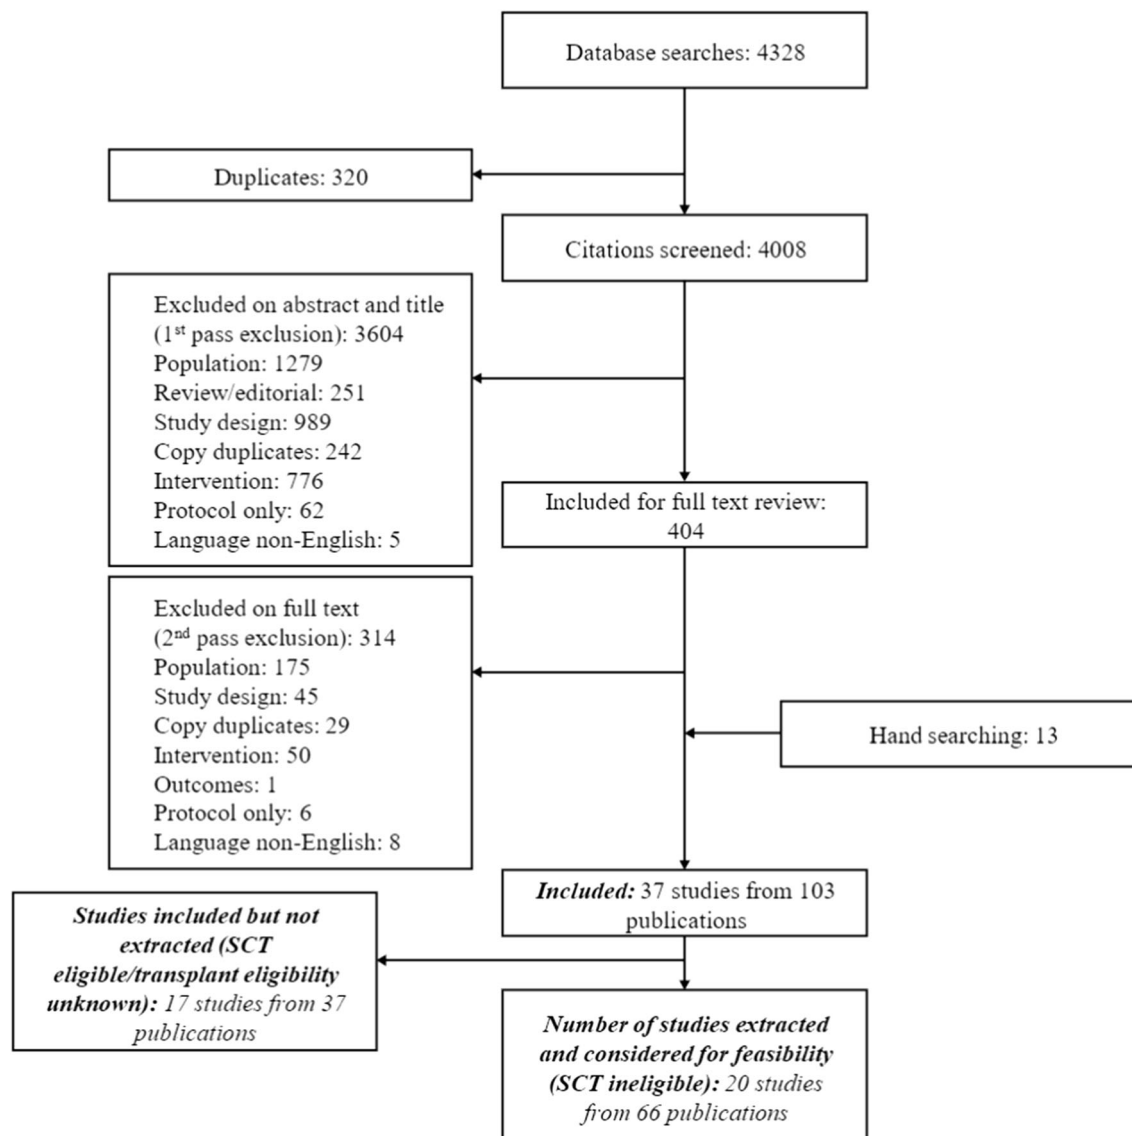 Database searches: 4328
Duplicates: 320
Citations screened: 4008
Excluded on abstract and title
(1st pass exclusion): 3604
Population: 1279
Review/editorial: 251
Study design: 989
Copy duplicates: 242
Intervention: 776
Protocol only: 62
Language non-English: 5
Included for full text review:
404
Excluded on full text
(2nd pass exclusion): 314
Population: 175
Study design: 45
Copy duplicates: 29
Intervention: 50
Outcomes: 1
Protocol only: 6
Language non-English: 8
Hand searching: 13
Included: 37 studies from 103
publications
Studies included but not
extracted (SCT
eligible/transplant eligibility
unknown): 17 studies from 37
publications
Number of studies extracted
and considered for feasibility
(SCT ineligible): 20 studies
from 66 publications